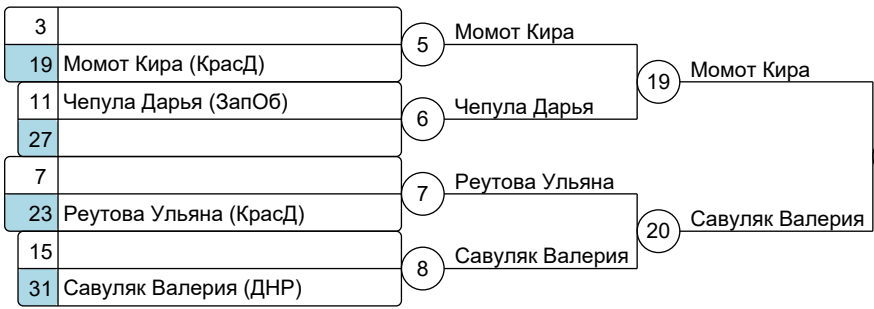 3
5 Момот Кира
19 Момот Кира (КрасД)
19 Момот Кира
11 Чепула Дарья (ЗапОб)
6 Чепула Дарья
27
7
7 Реутова Ульяна
23 Реутова Ульяна (КрасД)
20 Савуляк Валерия
15
8 Савуляк Валерия
31 Савуляк Валерия (ДНР)